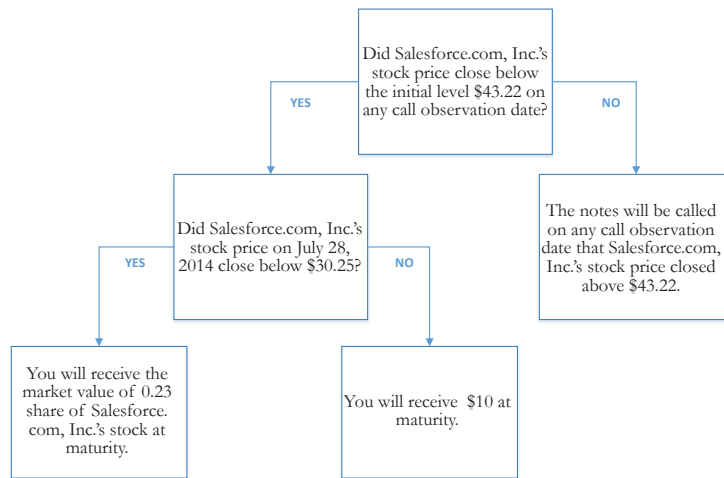 Did Salesforce.com, Inc.'s
stock price close below
the initial level $43.22 on
any call observation date?
YES
NO
Did Salesforce.com, Inc.'s
stock price on July 28,
2014 close below $30.25?
The notes will be called
on any call observation
date that Salesforce.com,
Inc.'s stock price closed
above $43.22.
YES
NO
You will receive the
market value of 0.23
share of Salesforce.
com, Inc.'s stock at
maturity.
You will receive $10 at
maturity.